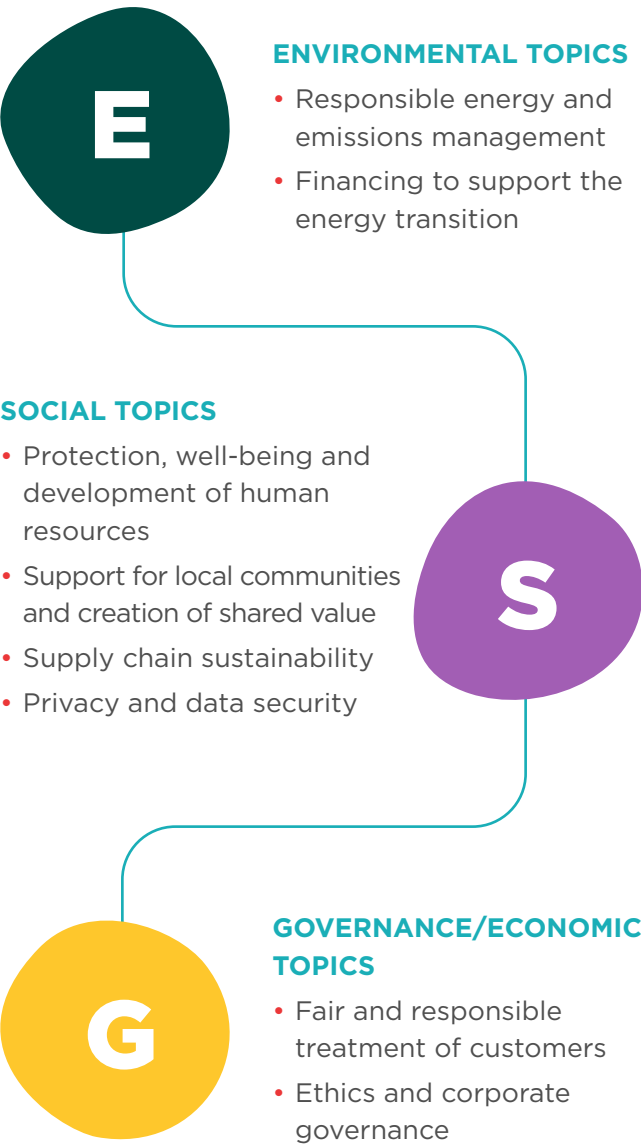 E
ENVIRONMENTAL TOPICS
• Responsible energy and
emissions management
• Financing to support the
energy transition
SOCIAL TOPICS
• Protection, well-being and
development of human
resources
• Support for local communities
and creation of shared value
• Supply chain sustainability
• Privacy and data security
S
G
GOVERNANCE/ECONOMIC
TOPICS
• Fair and responsible
treatment of customers
• Ethics and corporate
governance